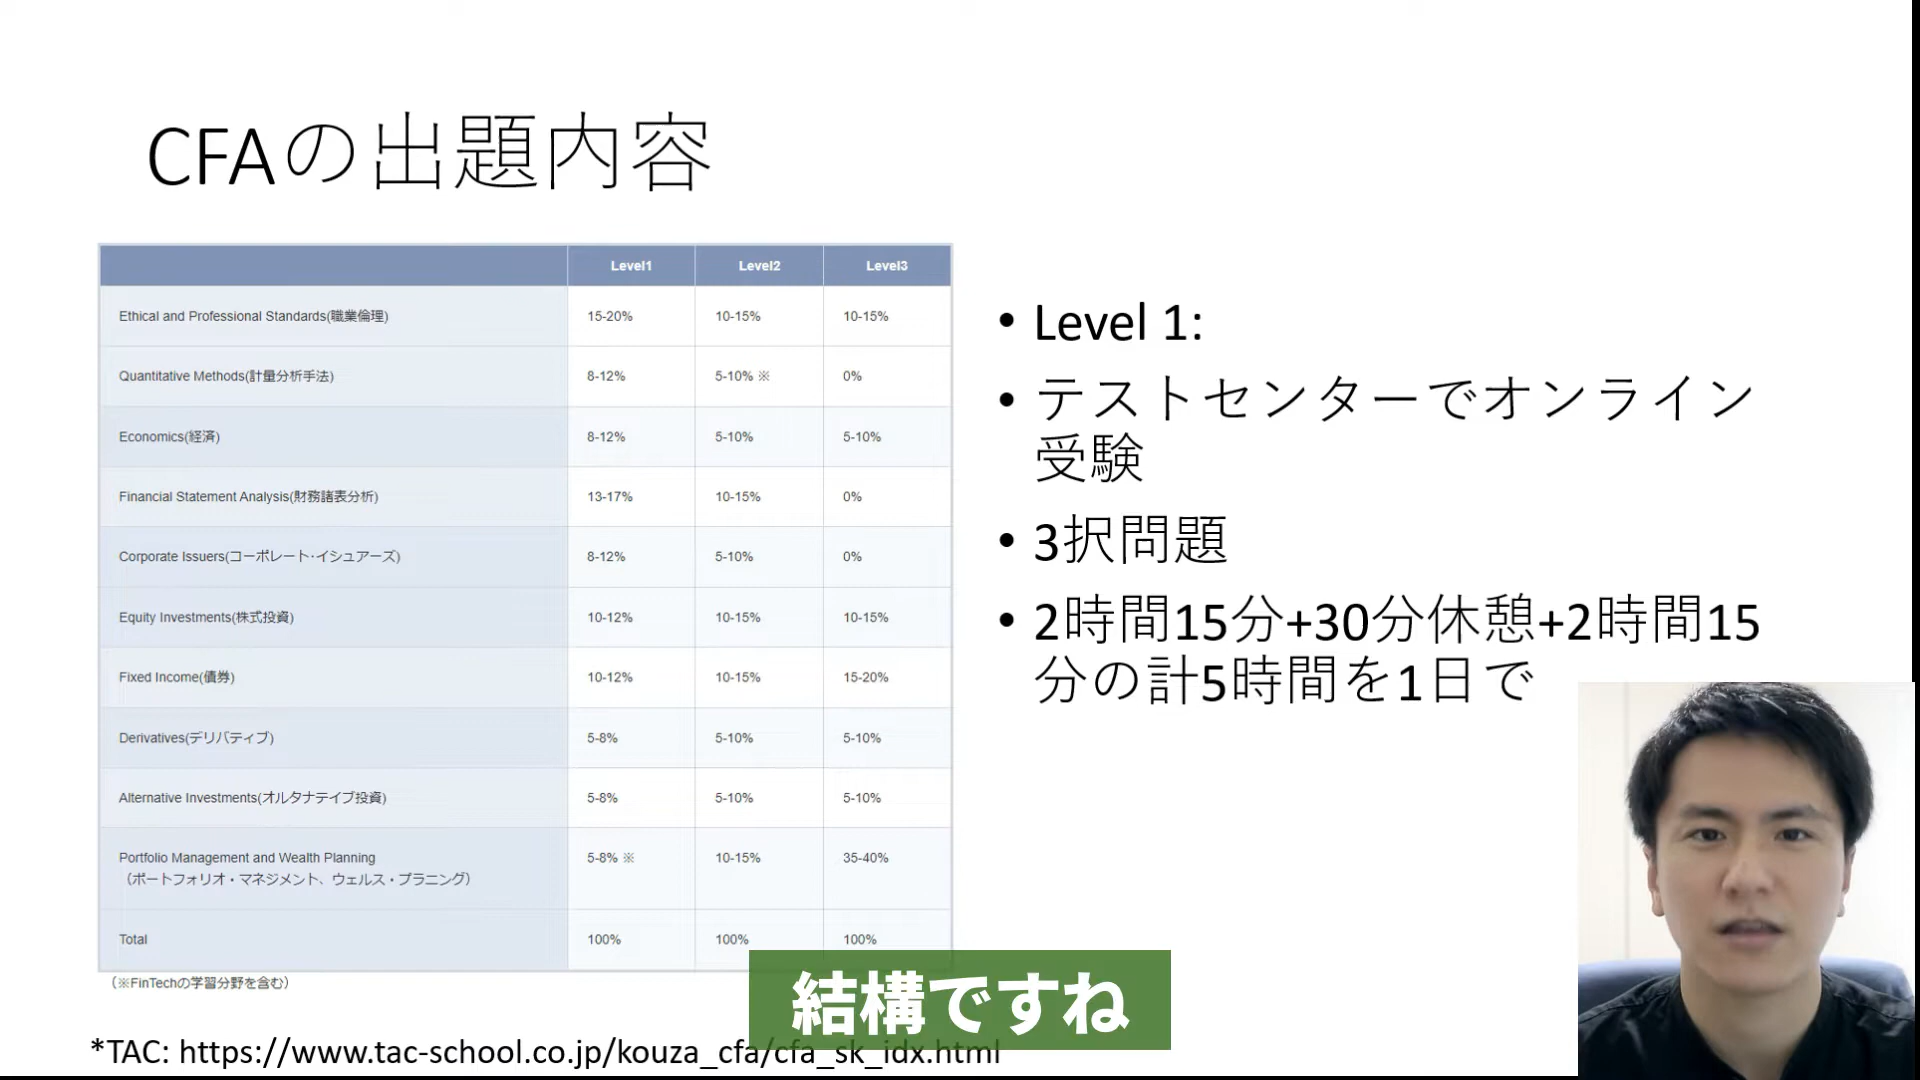 CFAの出題内容
Level1 Level2 Level3
Ethical and Professional Standards(職業倫理) 15-20% 10-15% 10-15%
Quantitative Methods(計量分析手法) 8-12% 5-10% ※ 0%
Economics(経済) 8-12% 5-10% 5-10%
Financial Statement Analysis(財務諸表分析) 13-17% 10-15% 0%
Corporate Issuers(コーポレート･イシュアーズ) 8-12% 5-10% 0%
Equity Investments(株式投資) 10-12% 10-15% 10-15%
Fixed Income(債券) 10-12% 10-15% 15-20%
Derivatives(デリバティブ) 5-8% 5-10% 5-10%
Alternative Investments(オルタナテイブ投資) 5-8% 5-10% 5-10%
Portfolio Management and Wealth Planning 5-8% ※ 10-15% 35-40%
（ポートフォリオ・マネジメント、ウェルス・プラニング）
Total 100% 100% 100%
（※FinTechの学習分野を含む）
• Level 1:
• テストセンターでオンライン
受験
• 3択問題
• 2時間15分+30分休憩+2時間15
分の計5時間を1日で
結構ですね
*TAC: https://www.tac-school.co.jp/kouza_cfa/cfa_sk_idx.html